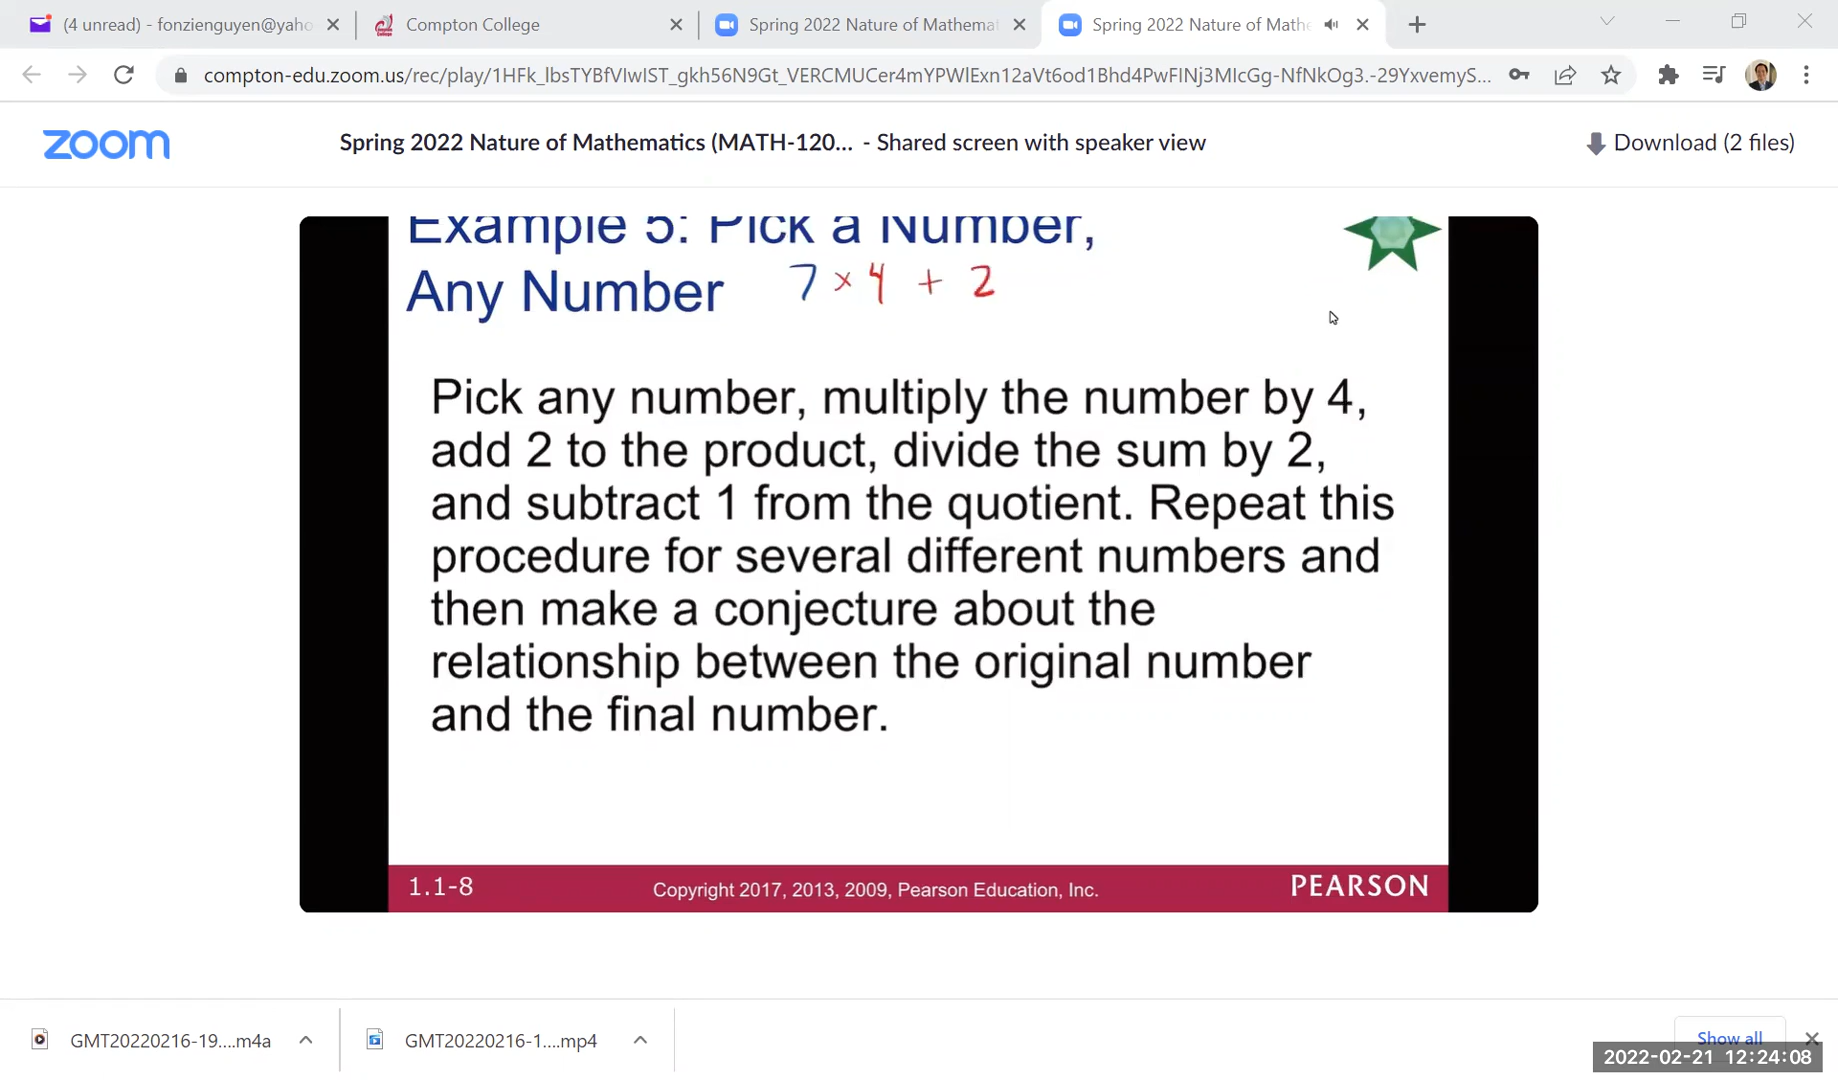 (4 unread) - fonzienguyen@yaho
Compton College
Spring 2022 Nature of Mathemat
Spring 2022 Nature of Mathe
compton-edu.zoom.us/rec/play/1HFk_lbsTYBfVIwIST_gkh56N9Gt_VERCMUCer4mYPWlExn12aVt6od1Bhd4PwFINj3MIcGg-NfNkOg3.-29YxvemyS...
zoom
Spring 2022 Nature of Mathematics (MATH-120... - Shared screen with speaker view
Download (2 files)
Example 5: Pick a Number,
Any Number 7 × 4 + 2
Pick any number, multiply the number by 4,
add 2 to the product, divide the sum by 2,
and subtract 1 from the quotient. Repeat this
procedure for several different numbers and
then make a conjecture about the
relationship between the original number
and the final number.
1.1-8
Copyright 2017, 2013, 2009, Pearson Education, Inc.
PEARSON
GMT20220216-19....m4a
GMT20220216-1....mp4
Show all
2022-02-21 12:24:08